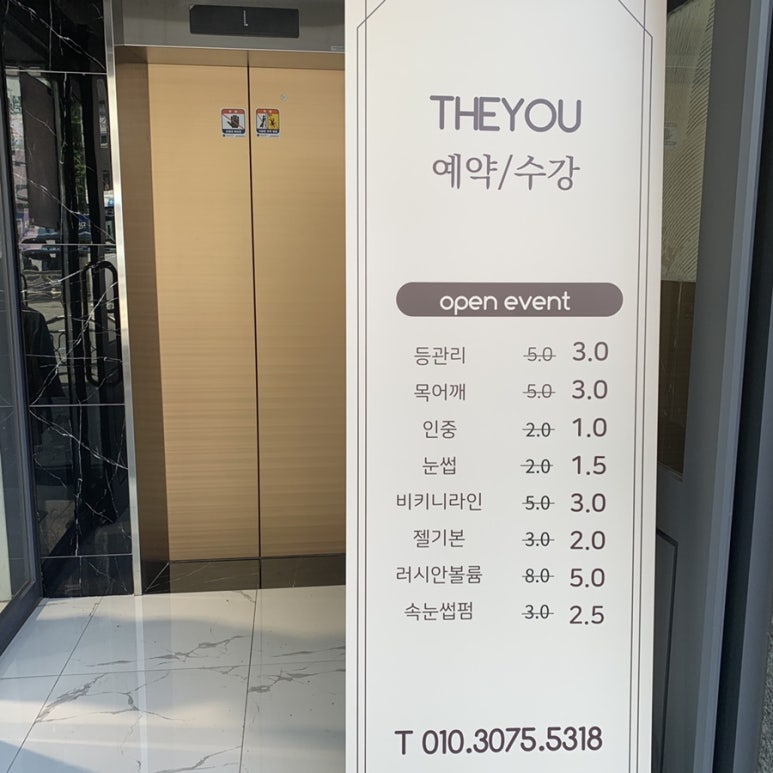 THEYOU
예약/수강
open event
등관리 5.0 3.0
목어깨 5.0 3.0
인중 2.0 1.0
눈썹 2.0 1.5
비키니라인 5.0 3.0
젤기본 3.0 2.0
러시안볼륨 8.0 5.0
속눈썹펌 3.0 2.5
T 010.3075.5318